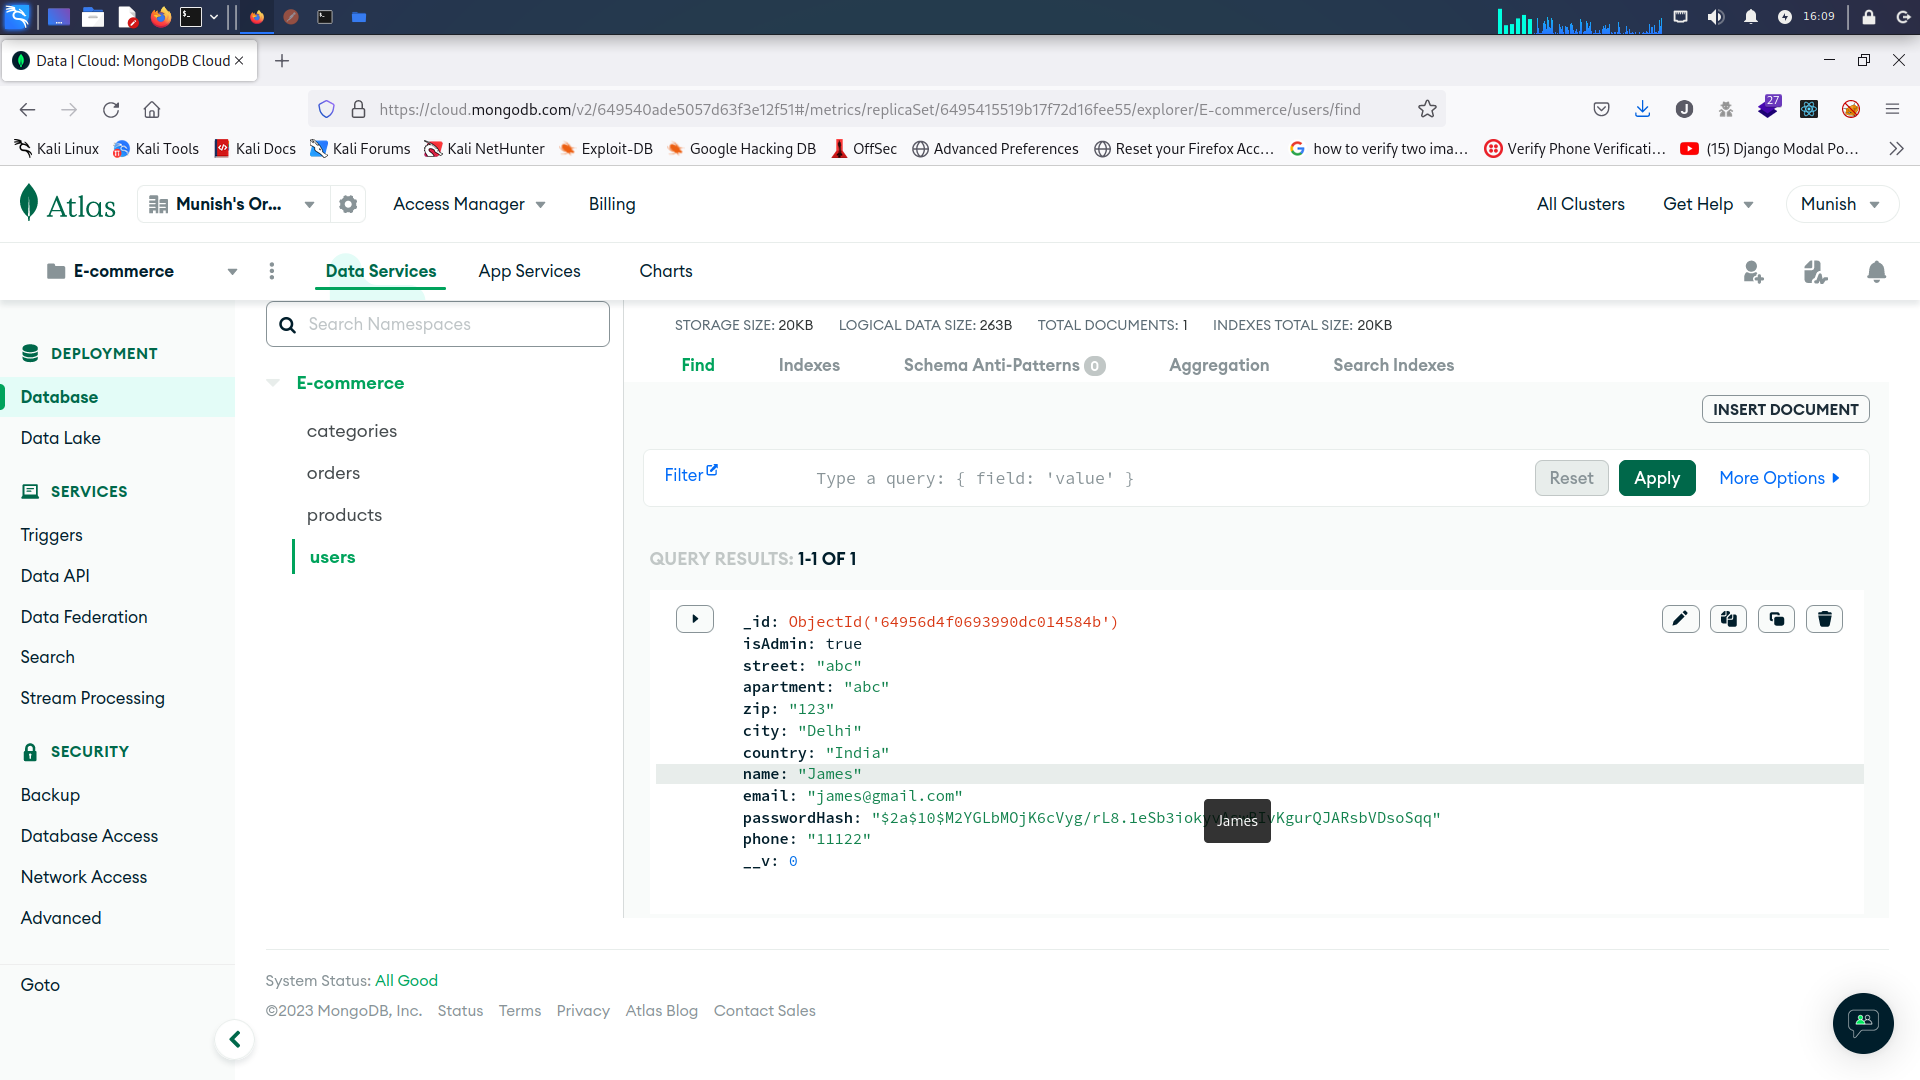 16:09
27
Data | Cloud: MongoDB Cloud
https://cloud.mongodb.com/v2/649540ade5057d63f3e12f51#/metrics/replicaSet/6495415519b17f72d16fee55/explorer/E-commerce/users/find
Kali Linux Kali Tools Kali Docs Kali Forums Kali NetHunter Exploit-DB Google Hacking DB OffSec Advanced Preferences Reset your Firefox Acc… how to verify two ima… Verify Phone Verificati… (15) Django Modal Po…
Atlas Munish's Or... Access Manager Billing All Clusters Get Help Munish
E-commerce Data Services App Services Charts
DEPLOYMENT
Database
Data Lake
SERVICES
Triggers
Data API
Data Federation
Search
Stream Processing
SECURITY
Backup
Database Access
Network Access
Advanced
Goto
Search Namespaces
E-commerce
categories
orders
products
users
STORAGE SIZE: 20KB LOGICAL DATA SIZE: 263B TOTAL DOCUMENTS: 1 INDEXES TOTAL SIZE: 20KB
Find Indexes Schema Anti-Patterns 0 Aggregation Search Indexes
INSERT DOCUMENT
Filter Type a query: { field: 'value' } Reset Apply More Options
QUERY RESULTS: 1-1 OF 1
_id: ObjectId('64956d4f0693990dc014584b')
isAdmin: true
street: "abc"
apartment: "abc"
zip: "123"
city: "Delhi"
country: "India"
name: "James"
email: "james@gmail.com"
passwordHash:
James
phone: "11122"
__v: 0
System Status: All Good
©2023 MongoDB, Inc. Status Terms Privacy Atlas Blog Contact Sales